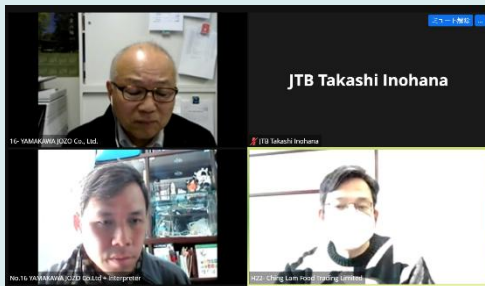 ミュート解除
JTB Takashi Inohana
16- YAMAKAWA JOZO Co., Ltd.
JTB Takashi Inohana
No.16 YAMAKAWA JOZO Co.Ltd + interpreter
H22- Ching Lam Food Trading Limited